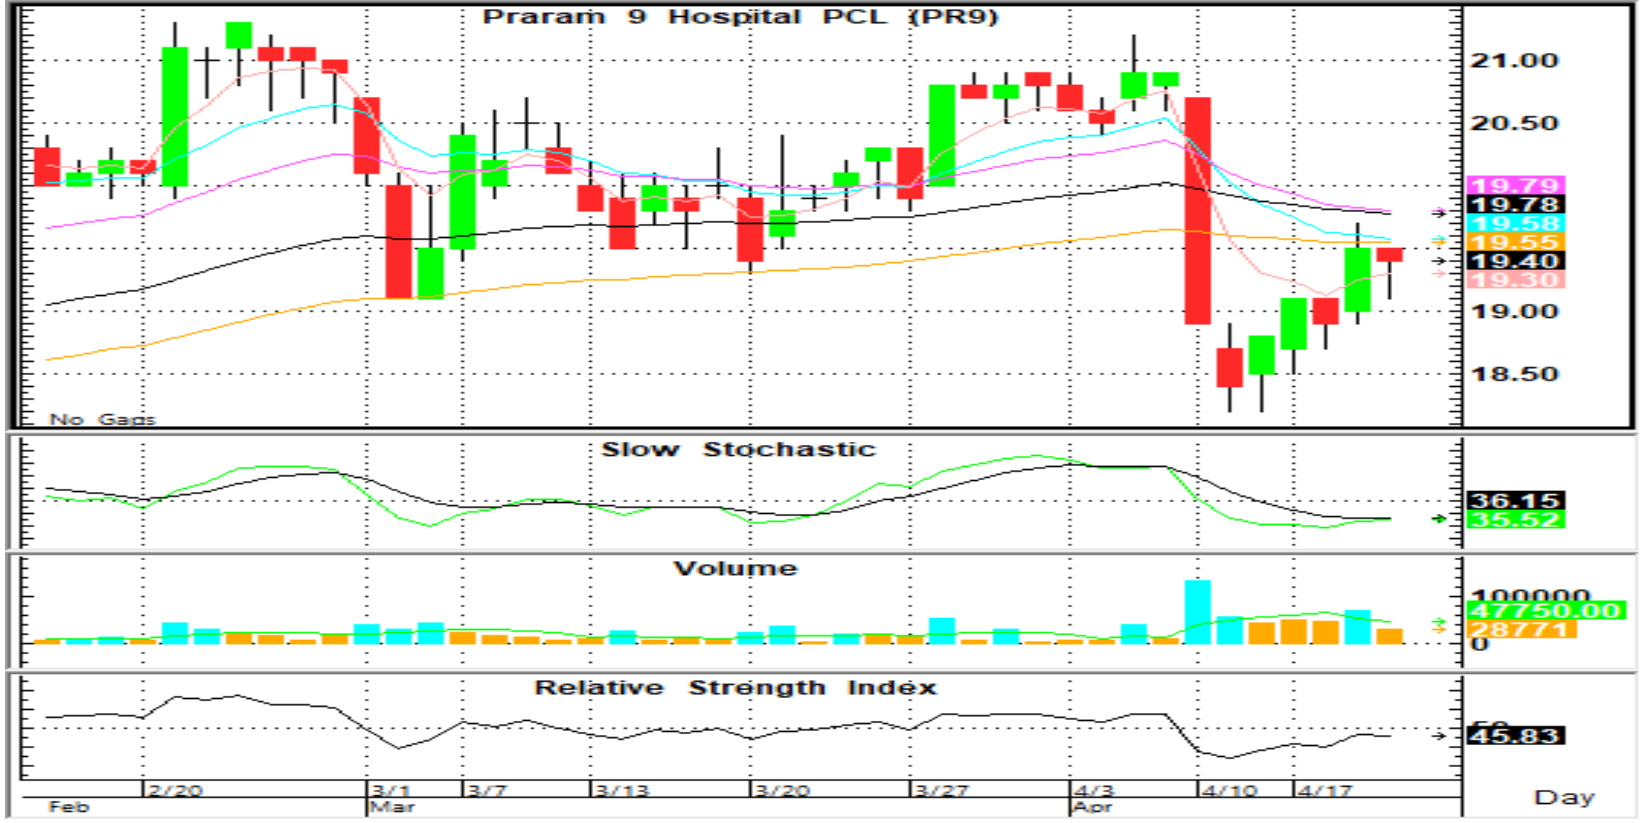 Praram 9 Hospital PCL (PR9)
21.00
20.50
19.79
19.78
19.58
19.55
19.40
19.30
19.00
18.50
No Gaps
Slow Stochastic
36.15
35.52
Volume
100000
47750.00
28771
0
Relative Strength Index
50
45.83
2/20 3/1 3/7 3/13 3/20 3/27 4/3 4/10 4/17
Feb Mar Apr Day